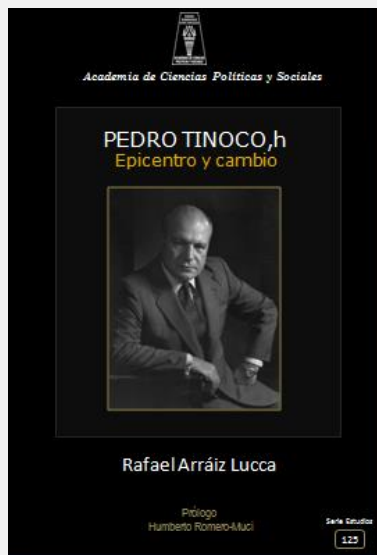 Academia de Ciencias Políticas y Sociales
PEDRO TINOCO,h
Epicentro y cambio
Rafael Arráiz Lucca
Prólogo
Humberto Romero-Muci
Serie Estudios
125